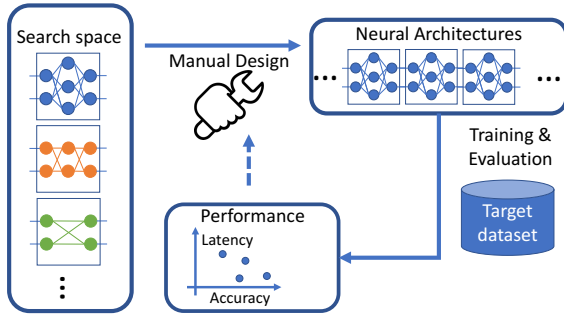 Search space
Manual Design
Neural Architectures
...
...
Training &
Evaluation
Target
dataset
Performance
Latency
Accuracy
...